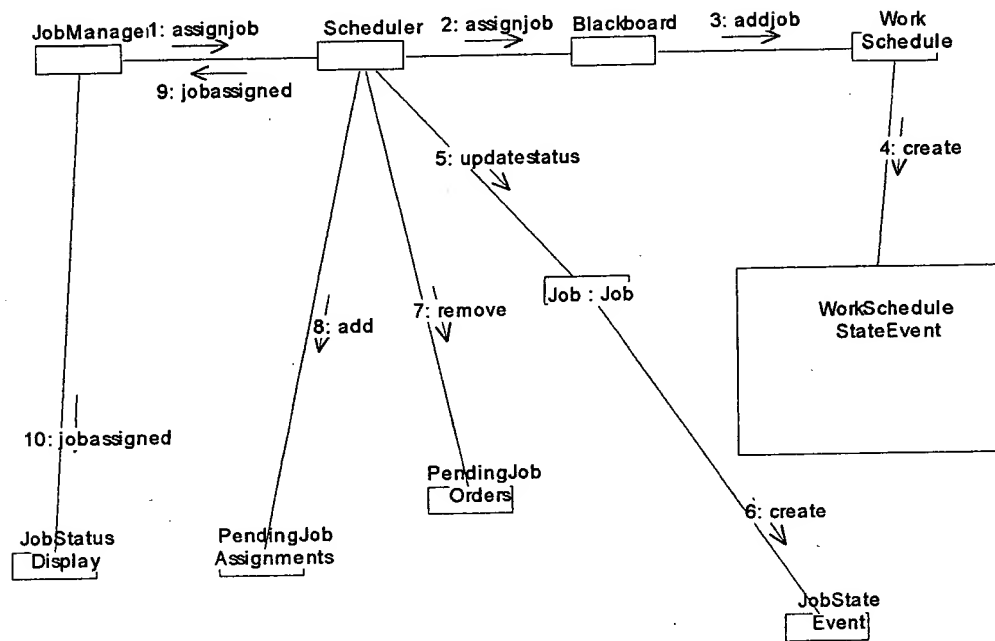 JobManager
1: assignjob
Scheduler
2: assignjob
Blackboard
3: addjob
Work
Schedule
9: jobassigned
4: create
5: updatestatus
Job : Job
WorkSchedule
StateEvent
8: add
7: remove
10: jobassigned
PendingJob
Orders
6: create
JobStatus
Display
PendingJob
Assignments
JobState
Event